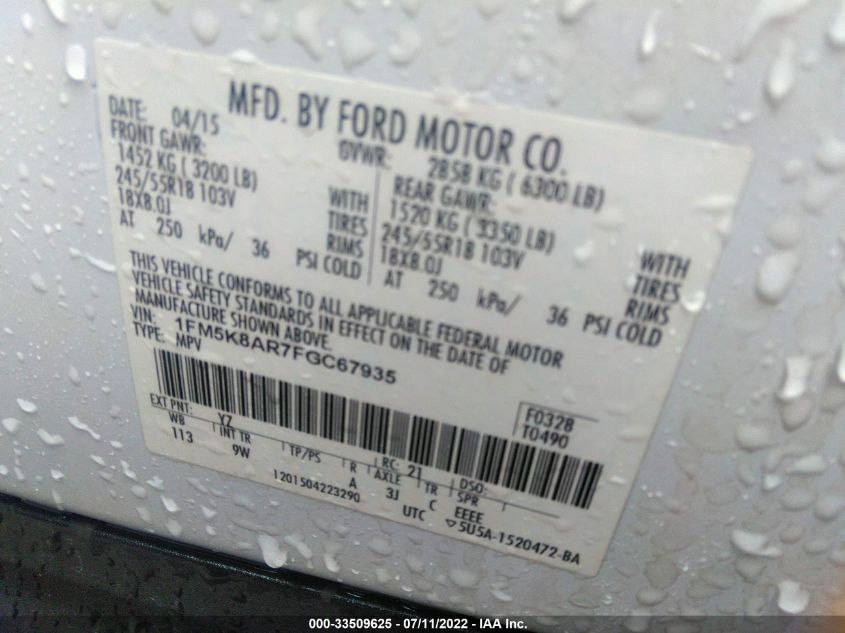 MFD. BY FORD MOTOR CO.
DATE: 04/15 GVWR: 2858 KG ( 6300 LB)
FRONT GAWR: REAR GAWR:
1452 KG ( 3200 LB) 1520 KG ( 3350 LB)
245/55R18 103V WITH TIRES 245/55R18 103V WITH TIRES
18X8.0J RIMS 18X8.0J RIMS
AT 250 kPa/ 36 PSI COLD AT 250 kPa/ 36 PSI COLD
THIS VEHICLE CONFORMS TO ALL APPLICABLE FEDERAL MOTOR
VEHICLE SAFETY STANDARDS IN EFFECT ON THE DATE OF
MANUFACTURE SHOWN ABOVE.
VIN: 1FM5K8AR7FGC67935
TYPE: MPV
F0328
T0490
EXT PNT: YZ RC: 21 DSO:
WB INT TR TP/PS R AXLE TR SPR
113 9W A 3J C EEEE
1201504223290 UTC ▽5U5A-1520472-BA
000-33509625 - 07/11/2022 - IAA Inc.